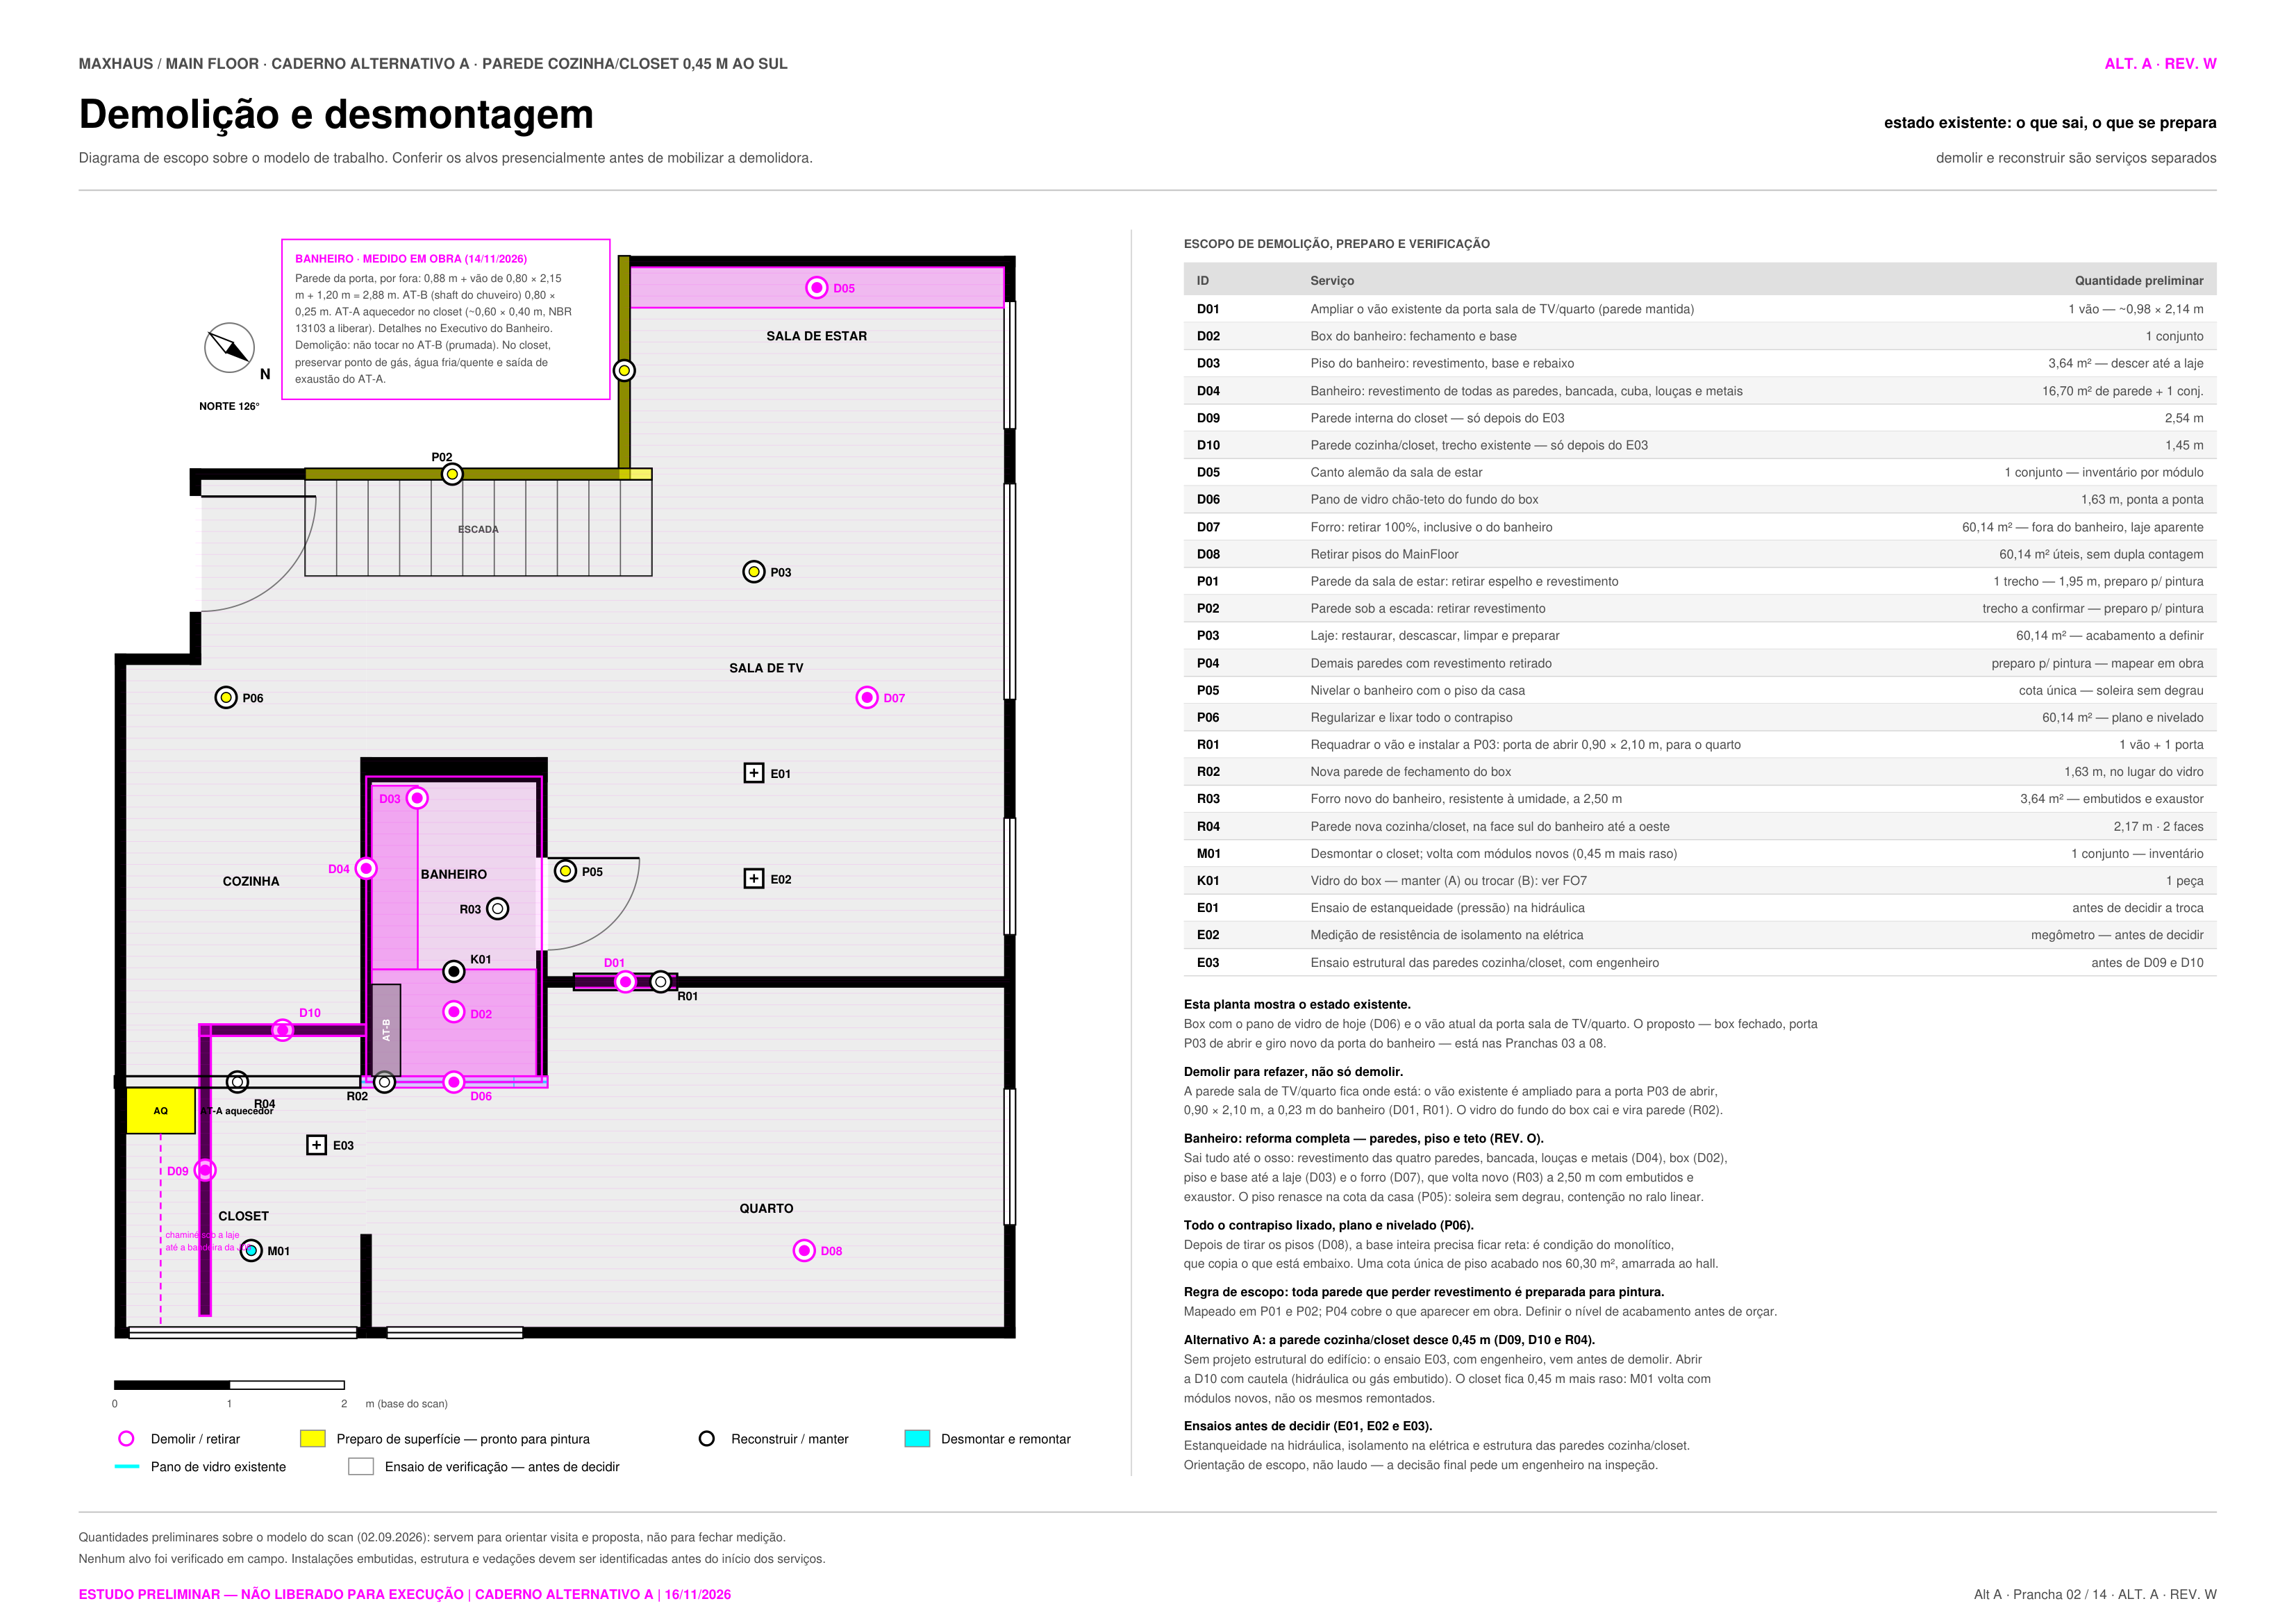 MAXHAUS / MAIN FLOOR · CADERNO ALTERNATIVO A · PAREDE COZINHA/CLOSET 0,45 M AO SUL
ALT. A · REV. W
Demolição e desmontagem
estado existente: o que sai, o que se prepara
Diagrama de escopo sobre o modelo de trabalho. Conferir os alvos presencialmente antes de mobilizar a demolidora.
demolir e reconstruir são serviços separados
BANHEIRO · MEDIDO EM OBRA (14/11/2026)
Parede da porta, por fora: 0,88 m + vão de 0,80 × 2,15
m + 1,20 m = 2,88 m. AT-B (shaft do chuveiro) 0,80 ×
0,25 m. AT-A aquecedor no closet (~0,60 × 0,40 m, NBR
13103 a liberar). Detalhes no Executivo do Banheiro.
Demolição: não tocar no AT-B (prumada). No closet,
preservar ponto de gás, água fria/quente e saída de
exaustão do AT-A.
N
NORTE 126°
D05
SALA DE ESTAR
P02
ESCADA
P03
SALA DE TV
P06
D07
E01
D03
D04
BANHEIRO
P05
COZINHA
E02
R03
K01
D01
R01
D02
AT-B
D10
R04
R02
D06
AQ
AT-A aquecedor
E03
D09
CLOSET
QUARTO
chaminé sob a laje
até a bandeira da
M01
D08
0
1
2
m (base do scan)
Demolir / retirar
Preparo de superfície — pronto para pintura
Reconstruir / manter
Desmontar e remontar
Pano de vidro existente
Ensaio de verificação — antes de decidir
ESCOPO DE DEMOLIÇÃO, PREPARO E VERIFICAÇÃO
ID Serviço Quantidade preliminar
D01 Ampliar o vão existente da porta sala de TV/quarto (parede mantida) 1 vão — ~0,98 × 2,14 m
D02 Box do banheiro: fechamento e base 1 conjunto
D03 Piso do banheiro: revestimento, base e rebaixo 3,64 m² — descer até a laje
D04 Banheiro: revestimento de todas as paredes, bancada, cuba, louças e metais 16,70 m² de parede + 1 conj.
D09 Parede interna do closet — só depois do E03 2,54 m
D10 Parede cozinha/closet, trecho existente — só depois do E03 1,45 m
D05 Canto alemão da sala de estar 1 conjunto — inventário por módulo
D06 Pano de vidro chão-teto do fundo do box 1,63 m, ponta a ponta
D07 Forro: retirar 100%, inclusive o do banheiro 60,14 m² — fora do banheiro, laje aparente
D08 Retirar pisos do MainFloor 60,14 m² úteis, sem dupla contagem
P01 Parede da sala de estar: retirar espelho e revestimento 1 trecho — 1,95 m, preparo p/ pintura
P02 Parede sob a escada: retirar revestimento trecho a confirmar — preparo p/ pintura
P03 Laje: restaurar, descascar, limpar e preparar 60,14 m² — acabamento a definir
P04 Demais paredes com revestimento retirado preparo p/ pintura — mapear em obra
P05 Nivelar o banheiro com o piso da casa cota única — soleira sem degrau
P06 Regularizar e lixar todo o contrapiso 60,14 m² — plano e nivelado
R01 Requadrar o vão e instalar a P03: porta de abrir 0,90 × 2,10 m, para o quarto 1 vão + 1 porta
R02 Nova parede de fechamento do box 1,63 m, no lugar do vidro
R03 Forro novo do banheiro, resistente à umidade, a 2,50 m 3,64 m² — embutidos e exaustor
R04 Parede nova cozinha/closet, na face sul do banheiro até a oeste 2,17 m · 2 faces
M01 Desmontar o closet; volta com módulos novos (0,45 m mais raso) 1 conjunto — inventário
K01 Vidro do box — manter (A) ou trocar (B): ver FO7 1 peça
E01 Ensaio de estanqueidade (pressão) na hidráulica antes de decidir a troca
E02 Medição de resistência de isolamento na elétrica megômetro — antes de decidir
E03 Ensaio estrutural das paredes cozinha/closet, com engenheiro antes de D09 e D10
Esta planta mostra o estado existente.
Box com o pano de vidro de hoje (D06) e o vão atual da porta sala de TV/quarto. O proposto — box fechado, porta
P03 de abrir e giro novo da porta do banheiro — está nas Pranchas 03 a 08.
Demolir para refazer, não só demolir.
A parede sala de TV/quarto fica onde está: o vão existente é ampliado para a porta P03 de abrir,
0,90 × 2,10 m, a 0,23 m do banheiro (D01, R01). O vidro do fundo do box cai e vira parede (R02).
Banheiro: reforma completa — paredes, piso e teto (REV. O).
Sai tudo até o osso: revestimento das quatro paredes, bancada, louças e metais (D04), box (D02),
piso e base até a laje (D03) e o forro (D07), que volta novo (R03) a 2,50 m com embutidos e
exaustor. O piso renasce na cota da casa (P05): soleira sem degrau, contenção no ralo linear.
Todo o contrapiso lixado, plano e nivelado (P06).
Depois de tirar os pisos (D08), a base inteira precisa ficar reta: é condição do monolítico,
que copia o que está embaixo. Uma cota única de piso acabado nos 60,30 m², amarrada ao hall.
Regra de escopo: toda parede que perder revestimento é preparada para pintura.
Mapeado em P01 e P02; P04 cobre o que aparecer em obra. Definir o nível de acabamento antes de orçar.
Alternativo A: a parede cozinha/closet desce 0,45 m (D09, D10 e R04).
Sem projeto estrutural do edifício: o ensaio E03, com engenheiro, vem antes de demolir. Abrir
a D10 com cautela (hidráulica ou gás embutido). O closet fica 0,45 m mais raso: M01 volta com
módulos novos, não os mesmos remontados.
Ensaios antes de decidir (E01, E02 e E03).
Estanqueidade na hidráulica, isolamento na elétrica e estrutura das paredes cozinha/closet.
Orientação de escopo, não laudo — a decisão final pede um engenheiro na inspeção.
Quantidades preliminares sobre o modelo do scan (02.09.2026): servem para orientar visita e proposta, não para fechar medição.
Nenhum alvo foi verificado em campo. Instalações embutidas, estrutura e vedações devem ser identificadas antes do início dos serviços.
ESTUDO PRELIMINAR — NÃO LIBERADO PARA EXECUÇÃO | CADERNO ALTERNATIVO A | 16/11/2026
Alt A · Prancha 02 / 14 · ALT. A · REV. W